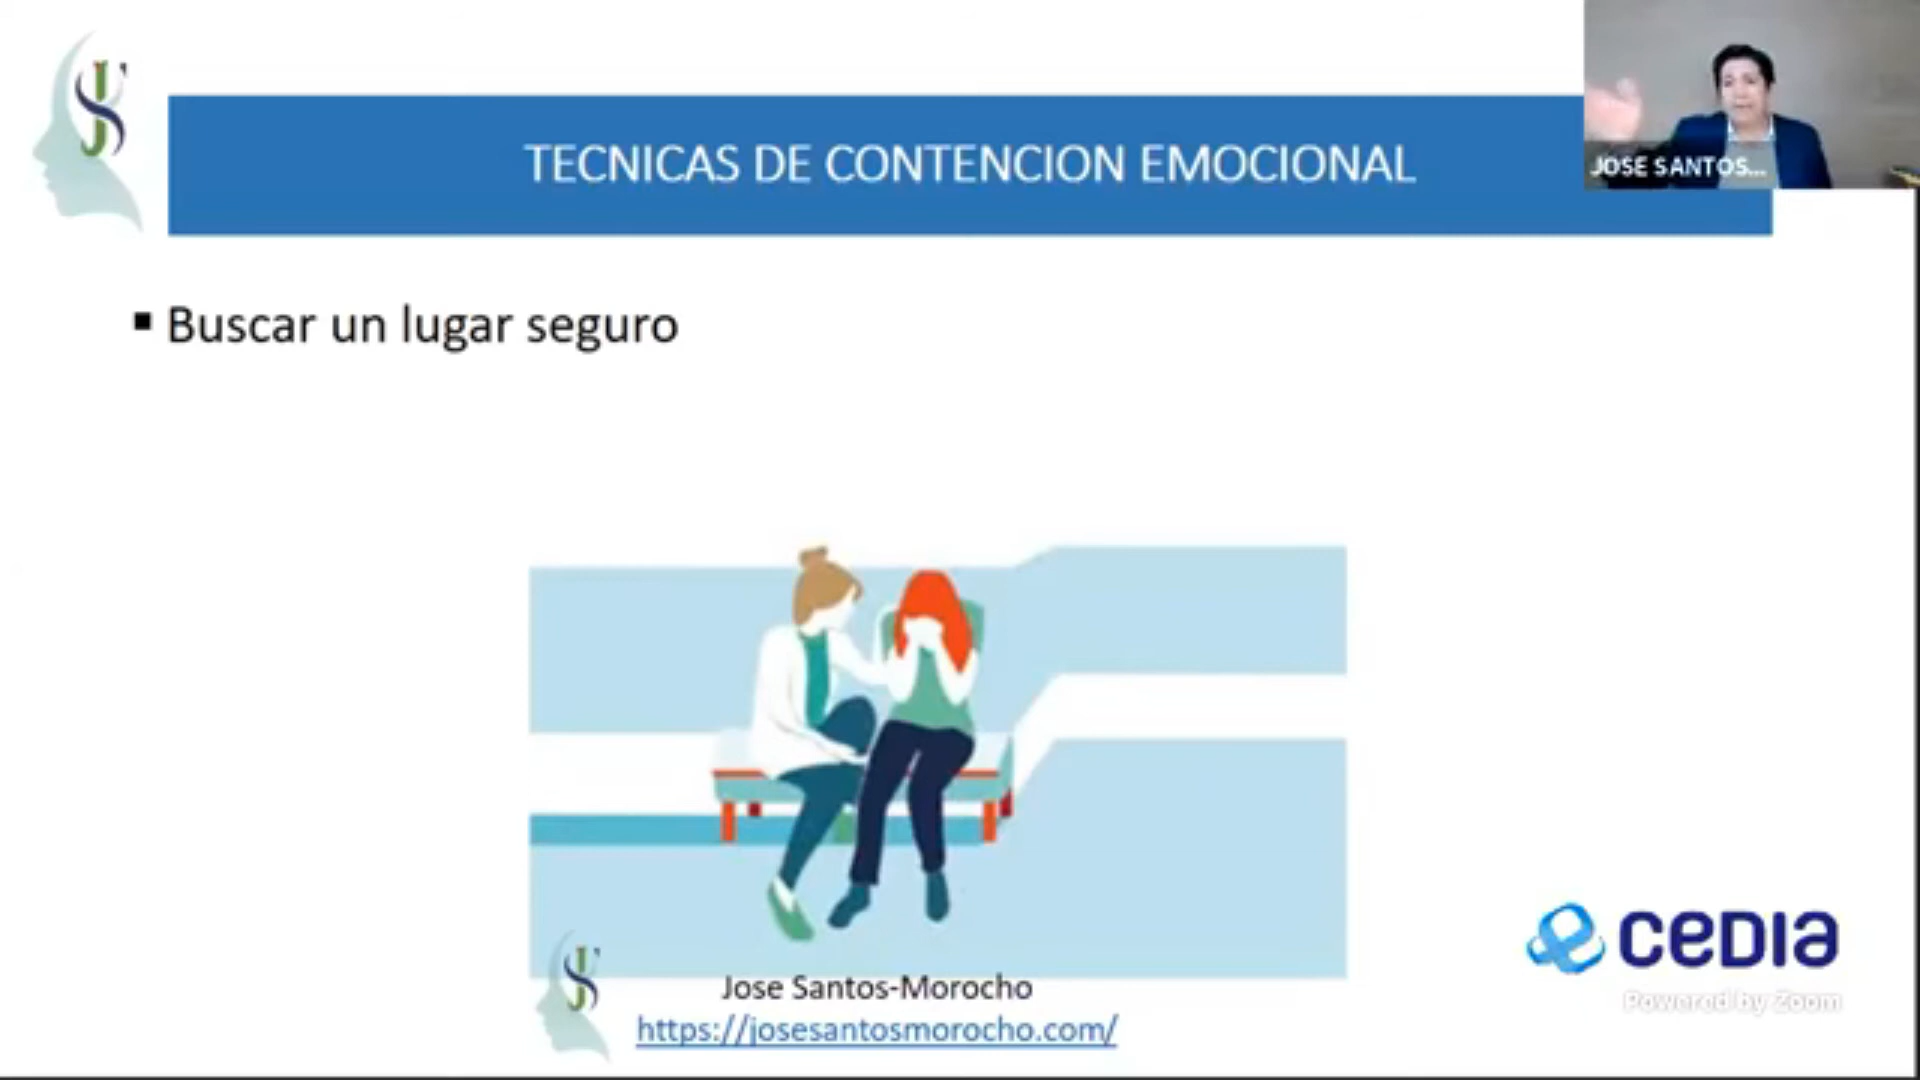 TECNICAS DE CONTENCION EMOCIONAL
JOSE SANTOS...
▪ Buscar un lugar seguro
Jose Santos-Morocho
https://josesantosmorocho.com/
CEDIA
Powered by Zoom